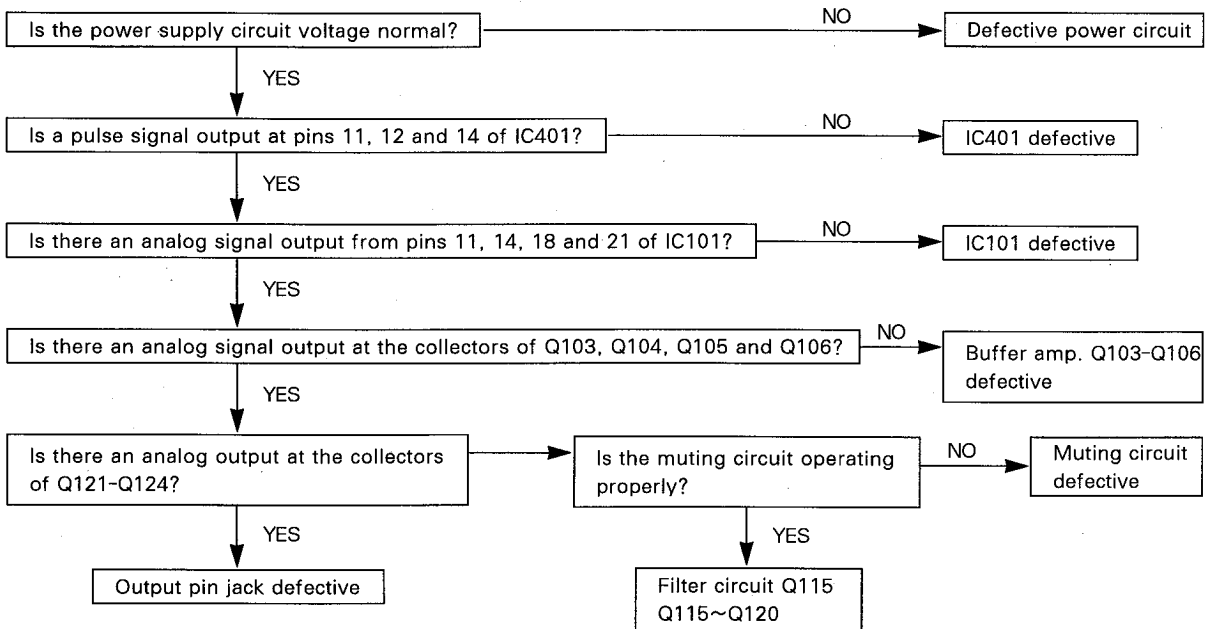 Is the power supply circuit voltage normal?
NO
Defective power circuit
YES
Is a pulse signal output at pins 11, 12 and 14 of IC401?
NO
IC401 defective
YES
Is there an analog signal output from pins 11, 14, 18 and 21 of IC101?
NO
IC101 defective
YES
Is there an analog signal output at the collectors of Q103, Q104, Q105 and Q106?
NO
Buffer amp. Q103-Q106
defective
YES
Is there an analog output at the collectors
of Q121-Q124?
Is the muting circuit operating
properly?
NO
Muting circuit
defective
YES
Output pin jack defective
YES
Filter circuit Q115
Q115~Q120